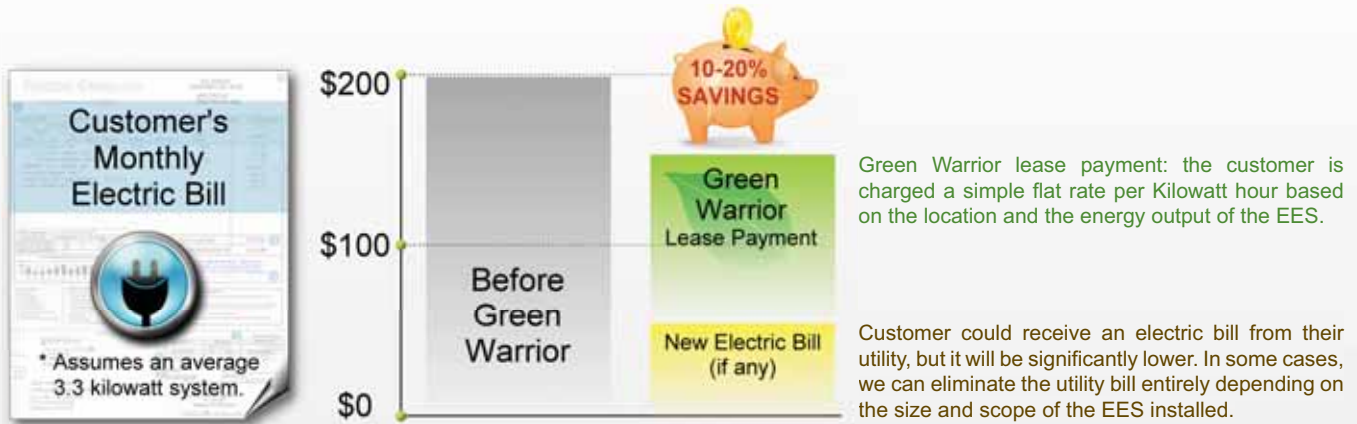 Customer's
Monthly
Electric Bill
* Assumes an average
3.3 kilowatt system.
$200
$100
$0
Before
Green
Warrior
10-20%
SAVINGS
Green
Warrior
Lease Payment
New Electric Bill
(if any)
Green Warrior lease payment: the customer is
charged a simple flat rate per Kilowatt hour based
on the location and the energy output of the EES.
Customer could receive an electric bill from their
utility, but it will be significantly lower. In some cases,
we can eliminate the utility bill entirely depending on
the size and scope of the EES installed.